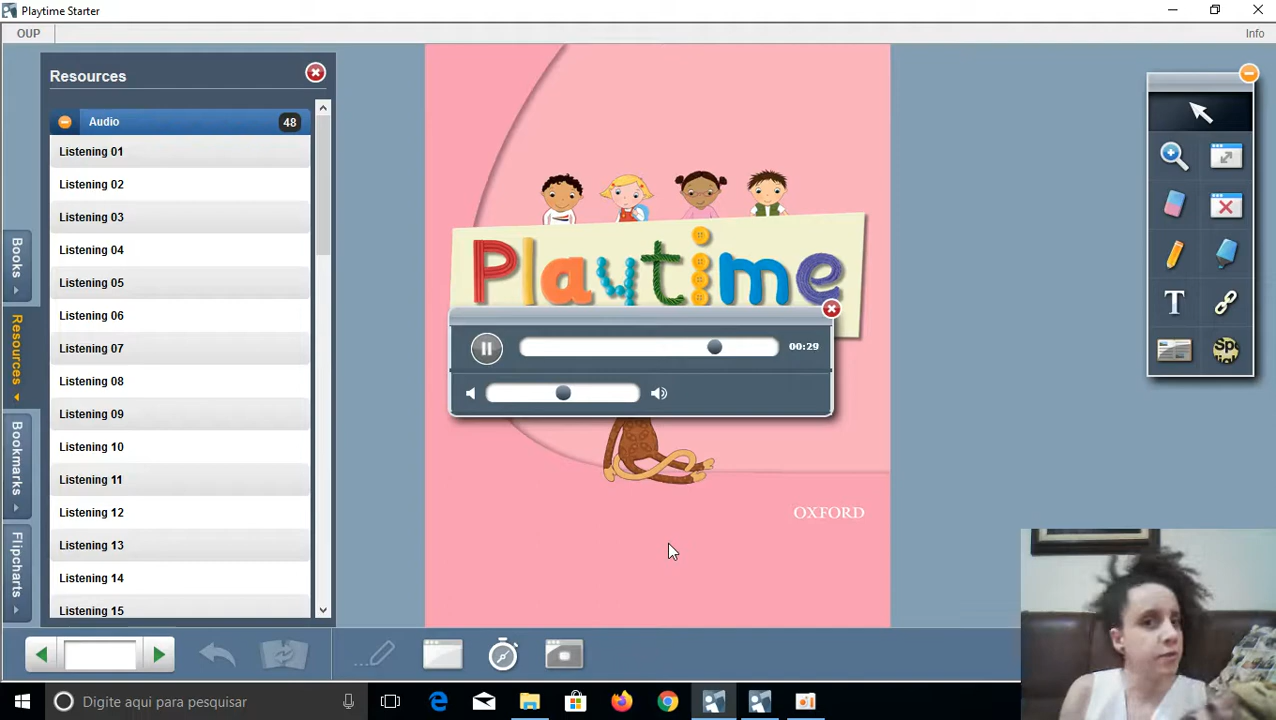 Playtime Starter
OUP
Info
Resources
Audio 48
Listening 01
Listening 02
Listening 03
Listening 04
Listening 05
Listening 06
Listening 07
Listening 08
Listening 09
Listening 10
Listening 11
Listening 12
Listening 13
Listening 14
Listening 15
Books
Resources
Bookmarks
Flipcharts
Playtime
00:29
OXFORD
T
Sp
Digite aqui para pesquisar